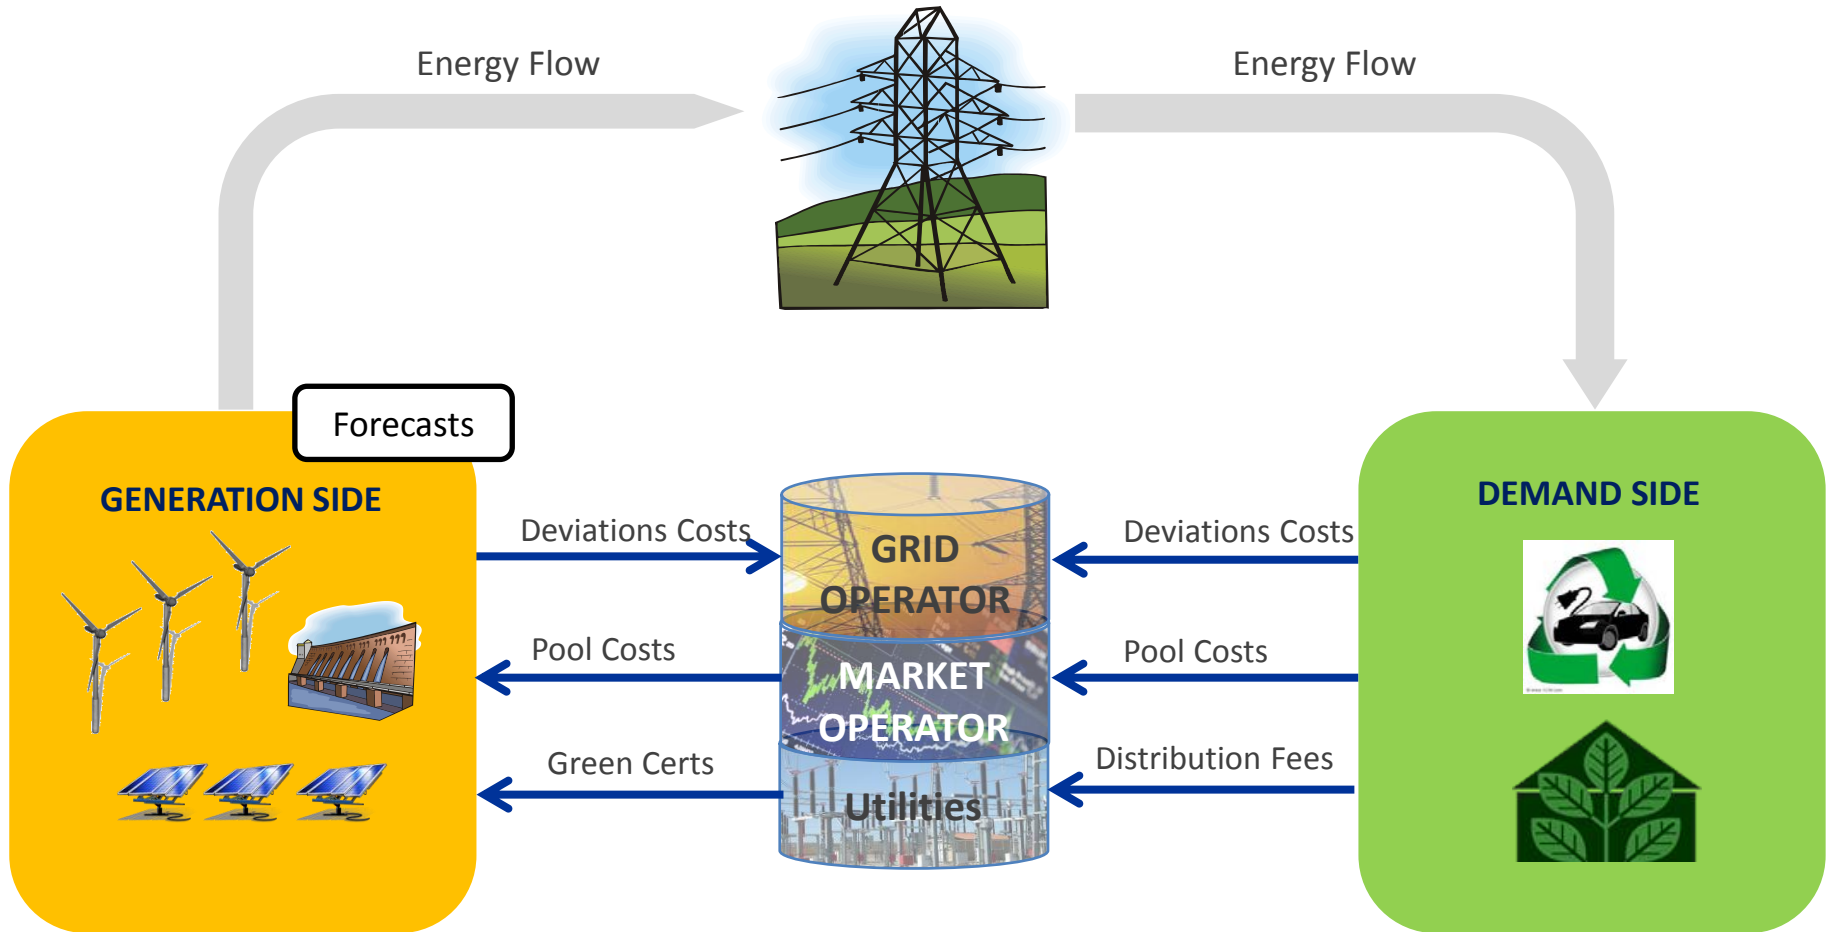 Energy Flow
Energy Flow
Forecasts
GENERATION SIDE
DEMAND SIDE
Deviations Costs
GRID
OPERATOR
Deviations Costs
Pool Costs
MARKET
OPERATOR
Pool Costs
Green Certs
Utilities
Distribution Fees